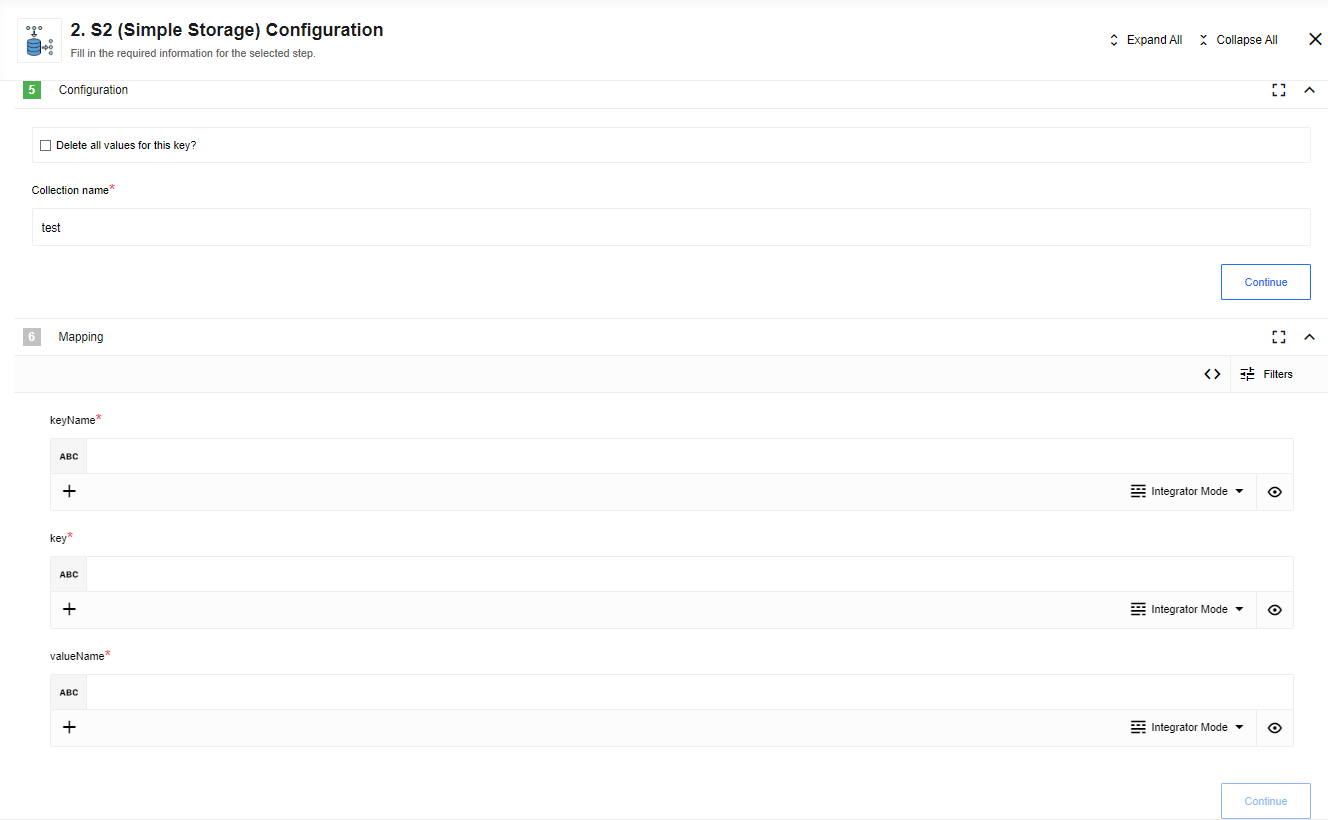 2. S2 (Simple Storage) Configuration
Fill in the required information for the selected step.
Expand All
Collapse All
5
Configuration
Delete all values for this key?
Collection name*
test
Continue
6
Mapping
Filters
keyName*
ABC
Integrator Mode
key*
ABC
Integrator Mode
valueName*
ABC
Integrator Mode
Continue